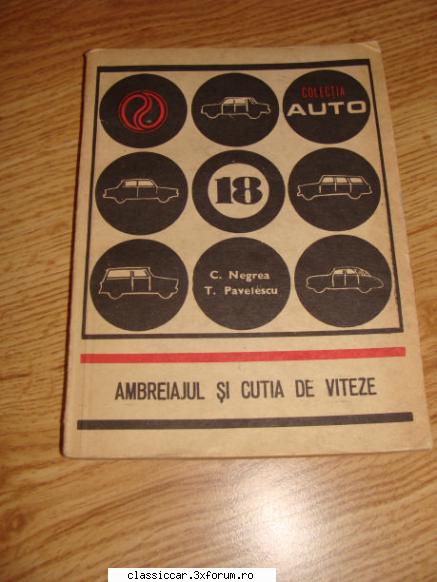 COLECȚIA
AUTO
18
C. Negrea
T. Pavelescu
AMBREIAJUL ȘI CUTIA DE VITEZE
classiccar.3xforum.ro